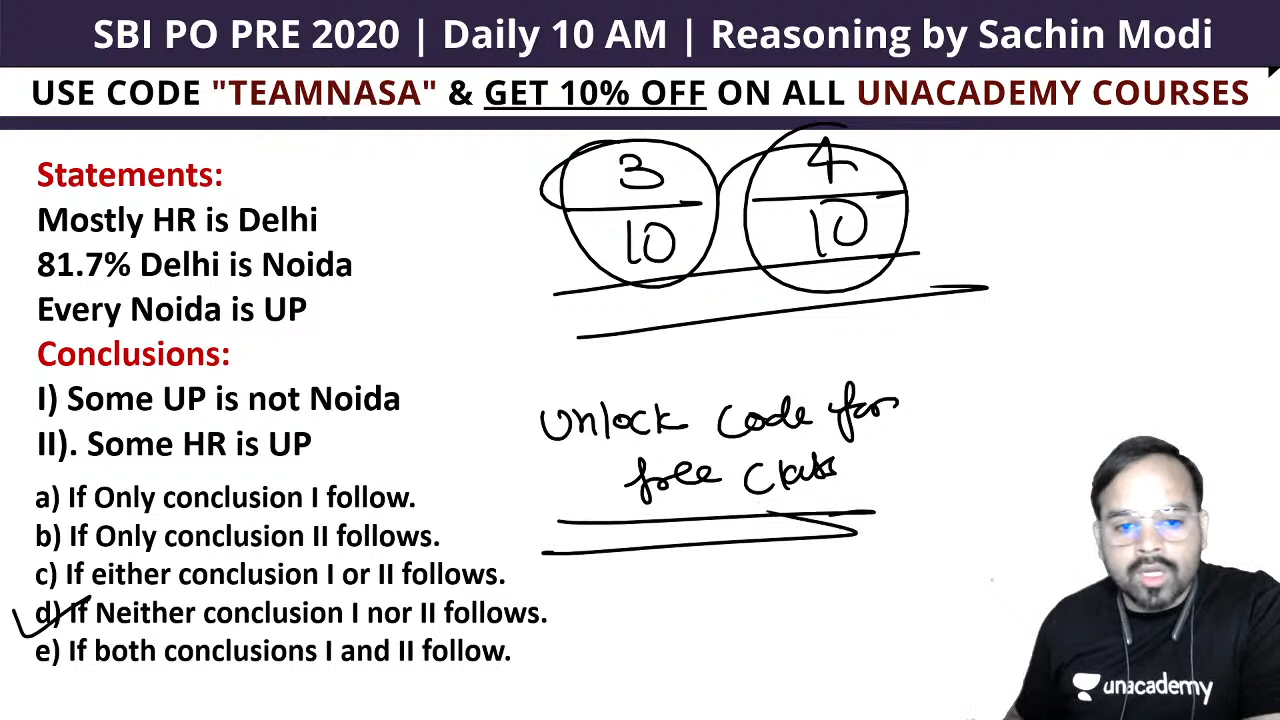 SBI PO PRE 2020 | Daily 10 AM | Reasoning by Sachin Modi
USE CODE "TEAMNASA" & GET 10% OFF ON ALL UNACADEMY COURSES
Statements:
Mostly HR is Delhi
81.7% Delhi is Noida
Every Noida is UP
Conclusions:
I) Some UP is not Noida
II). Some HR is UP
a) If Only conclusion I follow.
b) If Only conclusion II follows.
c) If either conclusion I or II follows.
d) If Neither conclusion I nor II follows.
e) If both conclusions I and II follow.
3 4
10 10
Unlock Code for
free Class
unacademy